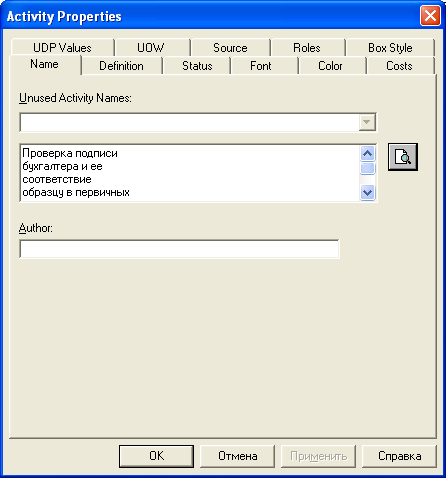 Activity Properties
UDP Values UOW Source Roles Box Style
Name Definition Status Font Color Costs
Unused Activity Names:
Проверка подписи
бухгалтера и ее
соответствие
образцу в первичных
Author:
OK Отмена Применить Справка